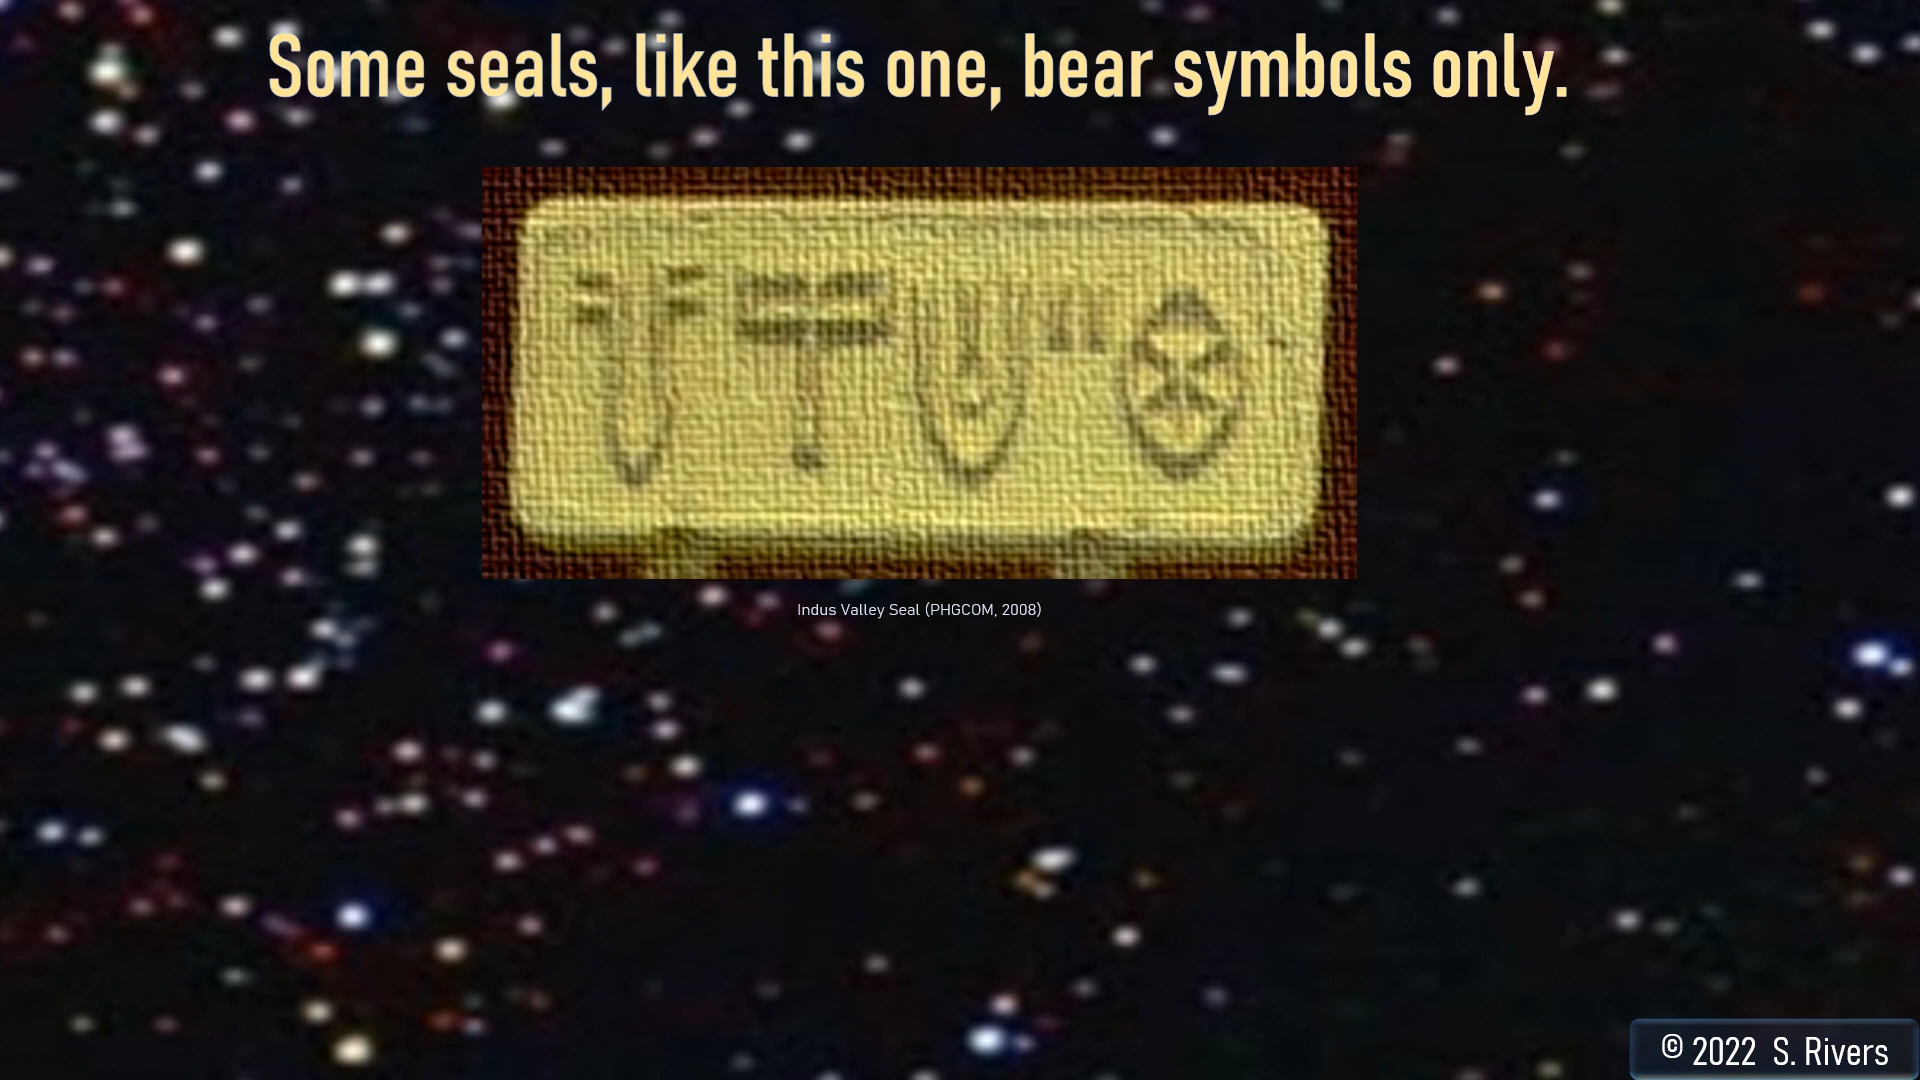 Some seals, like this one, bear symbols only.
Indus Valley Seal (PHGCOM, 2008)
© 2022 S. Rivers